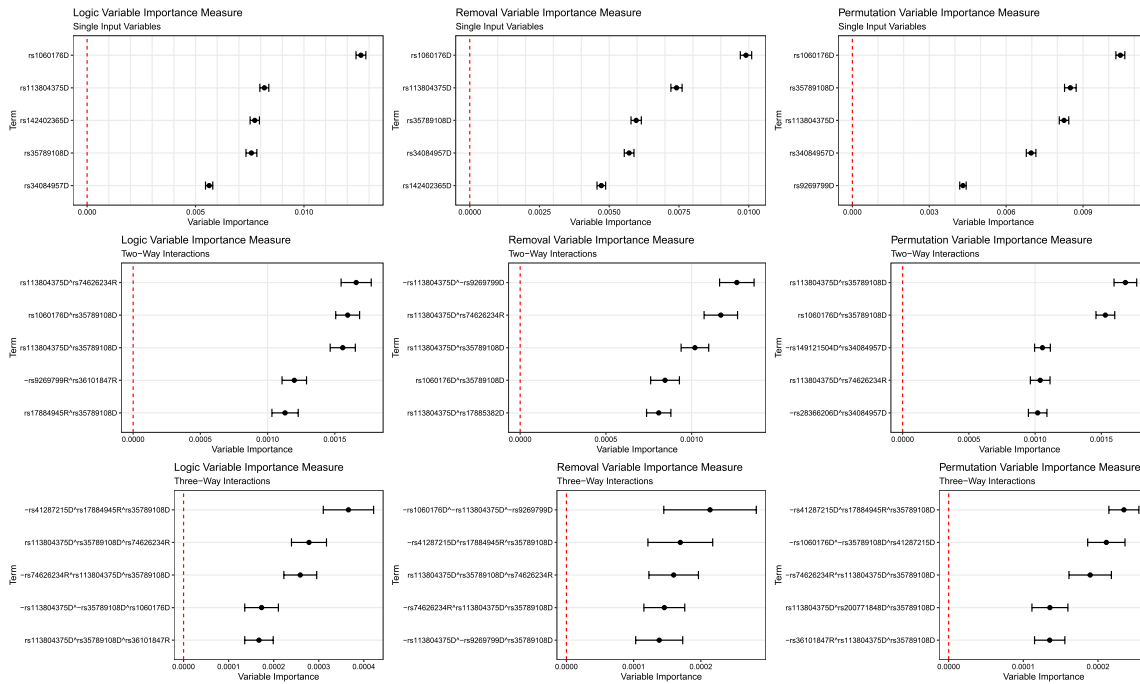 Logic Variable Importance Measure
Single Input Variables
Term
rs1060176D
rs113804375D
rs142402365D
rs35789108D
rs34084957D
0.000 0.005 0.010
Variable Importance
Removal Variable Importance Measure
Single Input Variables
Term
rs1060176D
rs113804375D
rs35789108D
rs34084957D
rs142402365D
0.0000 0.0025 0.0050 0.0075 0.0100
Variable Importance
Permutation Variable Importance Measure
Single Input Variables
Term
rs1060176D
rs35789108D
rs113804375D
rs34084957D
rs9269799D
0.000 0.003 0.006 0.009
Variable Importance
Logic Variable Importance Measure
Two−Way Interactions
Term
rs113804375D^rs74626234R
rs1060176D^rs35789108D
rs113804375D^rs35789108D
−rs9269799R^rs36101847R
rs17884945R^rs35789108D
0.0000 0.0005 0.0010 0.0015
Variable Importance
Removal Variable Importance Measure
Two−Way Interactions
Term
−rs113804375D^−rs9269799D
rs113804375D^rs74626234R
rs113804375D^rs35789108D
rs1060176D^rs35789108D
rs113804375D^rs17885382D
0.0000 0.0005 0.0010
Variable Importance
Permutation Variable Importance Measure
Two−Way Interactions
Term
rs113804375D^rs35789108D
rs1060176D^rs35789108D
−rs149121504D^rs34084957D
rs113804375D^rs74626234R
−rs28366206D^rs34084957D
0.0000 0.0005 0.0010 0.0015
Variable Importance
Logic Variable Importance Measure
Three−Way Interactions
Term
−rs41287215D^rs17884945R^rs35789108D
rs113804375D^rs35789108D^rs74626234R
−rs74626234R^rs113804375D^rs35789108D
−rs113804375D^−rs35789108D^rs1060176D
rs113804375D^rs35789108D^rs36101847R
0.0000 0.0001 0.0002 0.0003 0.0004
Variable Importance
Removal Variable Importance Measure
Three−Way Interactions
Term
−rs1060176D^−rs113804375D^−rs9269799D
−rs41287215D^rs17884945R^rs35789108D
rs113804375D^rs35789108D^rs74626234R
−rs74626234R^rs113804375D^rs35789108D
−rs113804375D^−rs9269799D^rs35789108D
0.0000 0.0001 0.0002
Variable Importance
Permutation Variable Importance Measure
Three−Way Interactions
Term
−rs41287215D^rs17884945R^rs35789108D
−rs1060176D^−rs35789108D^rs41287215D
−rs74626234R^rs113804375D^rs35789108D
rs113804375D^rs200771848D^rs35789108D
−rs36101847R^rs113804375D^rs35789108D
0.0000 0.0001 0.0002
Variable Importance